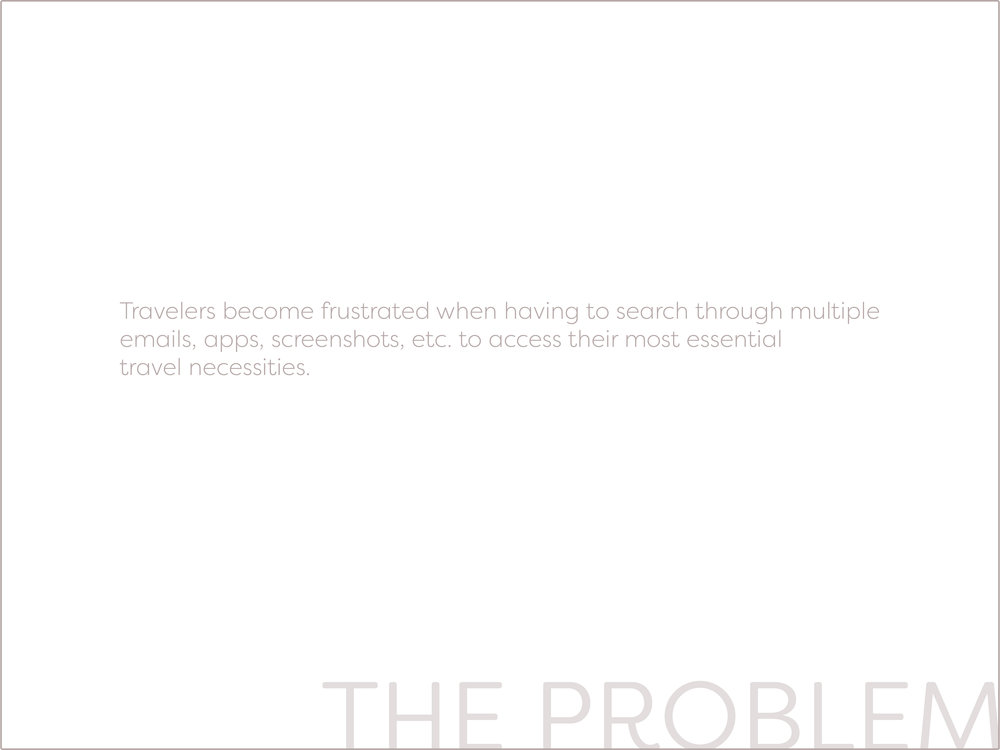 Travelers become frustrated when having to search through multiple
emails, apps, screenshots, etc. to access their most essential
travel necessities.
THE PROBLEM